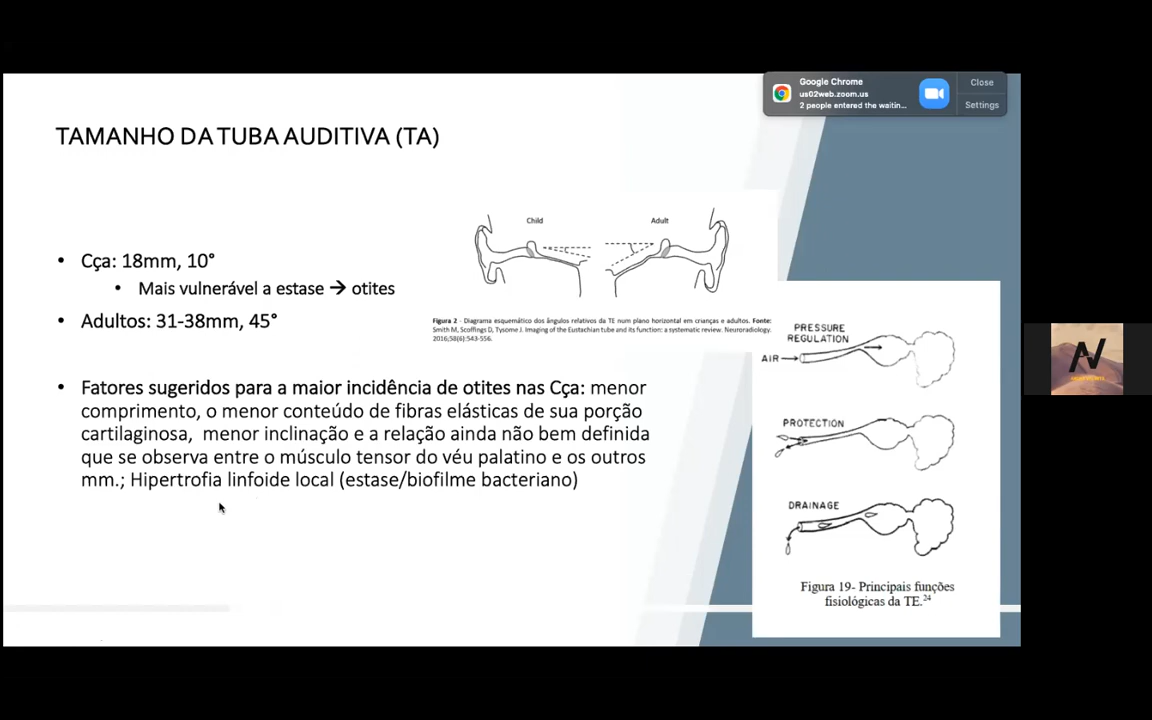 Google Chrome
Close
us02web.zoom.us
2 people entered the waitin...
Settings
TAMANHO DA TUBA AUDITIVA (TA)
Child
Adult
• Cça: 18mm, 10°
• Mais vulnerável a estase → otites
• Adultos: 31-38mm, 45°
Figura 2 - Diagrama esquemático dos ângulos relativos da TE num plano horizontal em crianças e adultos. Fonte:
Smith M, Scoffings D, Tysome J. Imaging of the Eustachian tube and its function: a systematic review. Neuroradiology.
2016;58(6):543-556.
• Fatores sugeridos para a maior incidência de otites nas Cça: menor
comprimento, o menor conteúdo de fibras elásticas de sua porção
cartilaginosa, menor inclinação e a relação ainda não bem definida
que se observa entre o músculo tensor do véu palatino e os outros
mm.; Hipertrofia linfoide local (estase/biofilme bacteriano)
PRESSURE
REGULATION
AIR
PROTECTION
DRAINAGE
Figura 19- Principais funções
fisiológicas da TE.24